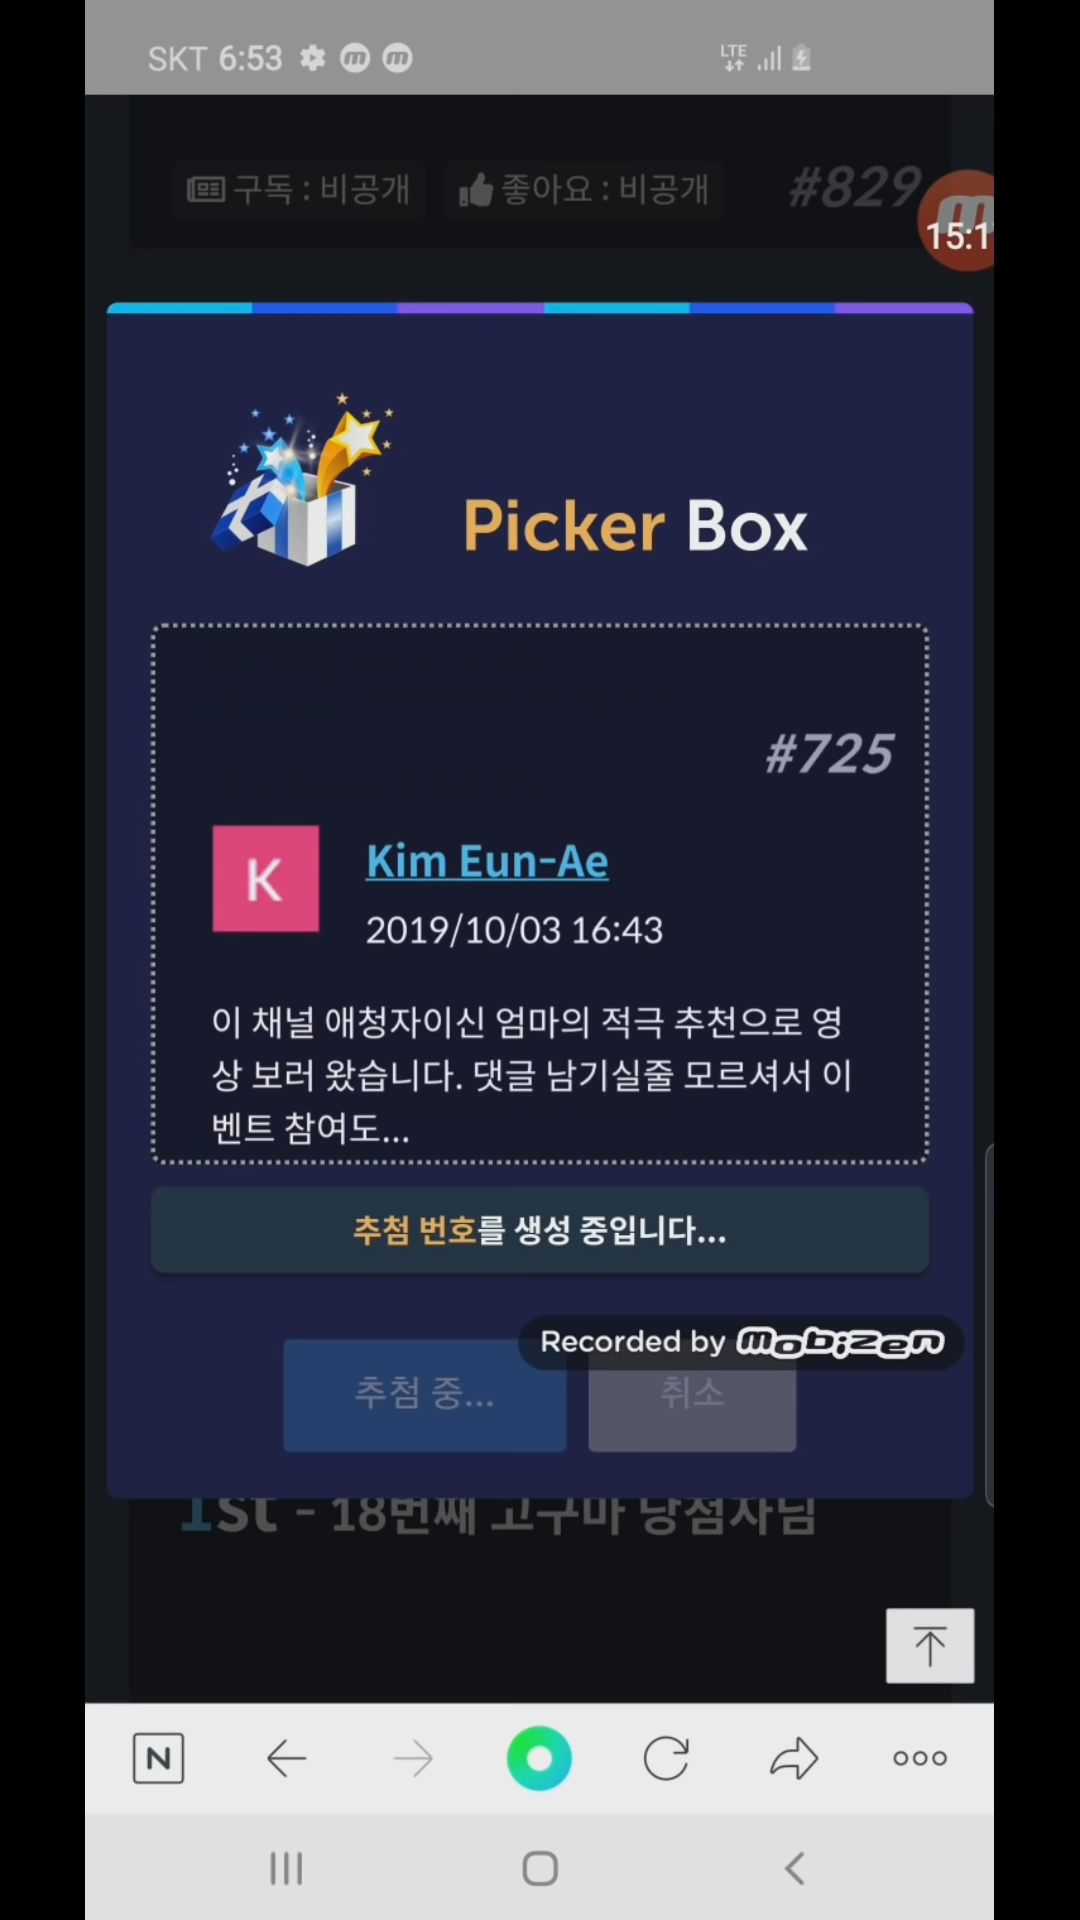 SKT 6:53
LTE
구독 : 비공개 좋아요 : 비공개 #829
15:1
Picker Box
#725
K
Kim Eun-Ae
2019/10/03 16:43
이 채널 애청자이신 엄마의 적극 추천으로 영
상 보러 왔습니다. 댓글 남기실줄 모르셔서 이
벤트 참여도...
추첨 번호를 생성 중입니다...
Recorded by mobizen
추첨 중... 취소
1st - 18번째 고구마 당첨자님
N